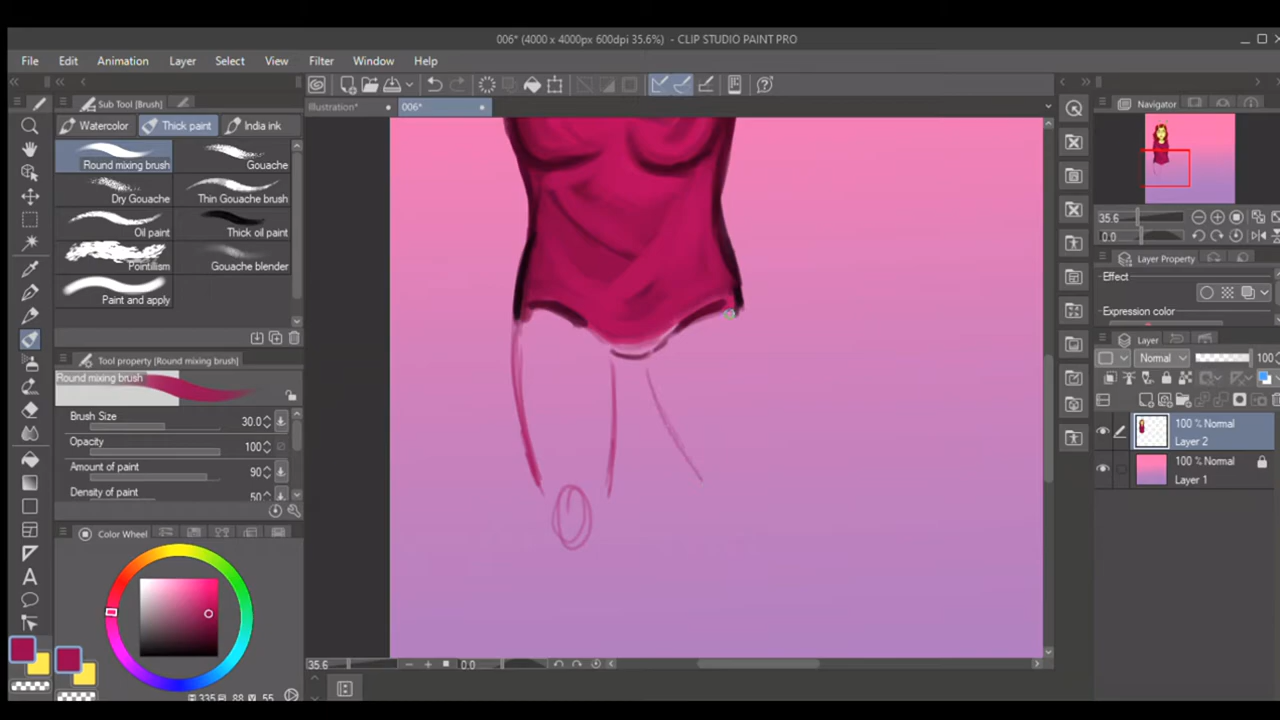 006* (4000 x 4000px 600dpi 35.6%) - CLIP STUDIO PAINT PRO
File Edit Animation Layer Select View Filter Window Help
Sub Tool [Brush]
Illustration* 006*
Navigator
Watercolor Thick paint India ink
Round mixing brush
Gouache
Dry Gouache
Thin Gouache brush
Oil paint
Thick oil paint
Pointillism
Gouache blender
Paint and apply
35.6
0.0
Layer Property
Effect
Expression color
Layer
Normal 100
100 % Normal
Layer 2
100 % Normal
Layer 1
Tool property [Round mixing brush]
Round mixing brush
Brush Size 30.0
Opacity 100
Amount of paint 90
Density of paint 50
Color Wheel
335 88 55
35.6 0.0